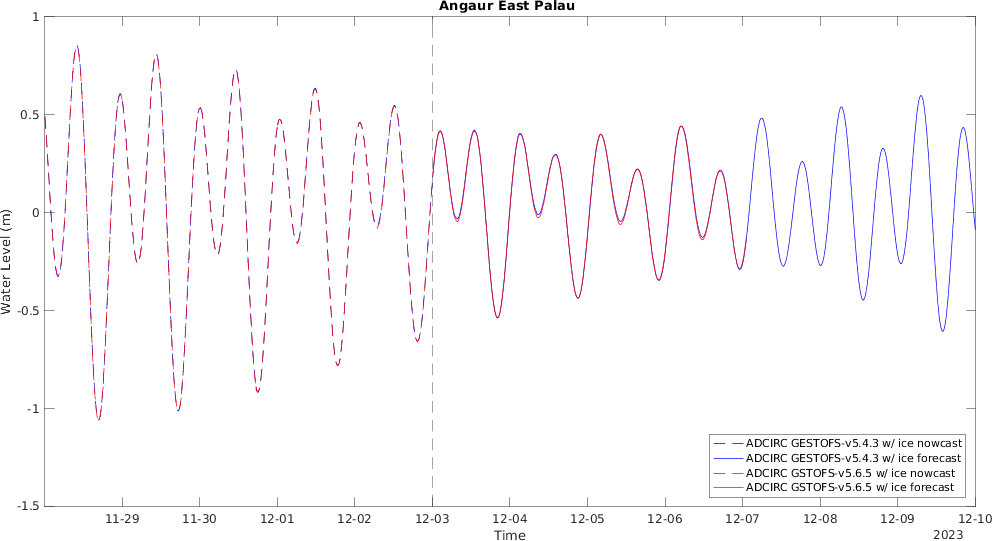 Angaur East Palau
1
0.5
0
-0.5
-1
-1.5
Water Level (m)
11-29 11-30 12-01 12-02 12-03 12-04 12-05 12-06 12-07 12-08 12-09 12-10
Time
2023
ADCIRC GESTOFS-v5.4.3 w/ ice nowcast
ADCIRC GESTOFS-v5.4.3 w/ ice forecast
ADCIRC GSTOFS-v5.6.5 w/ ice nowcast
ADCIRC GSTOFS-v5.6.5 w/ ice forecast